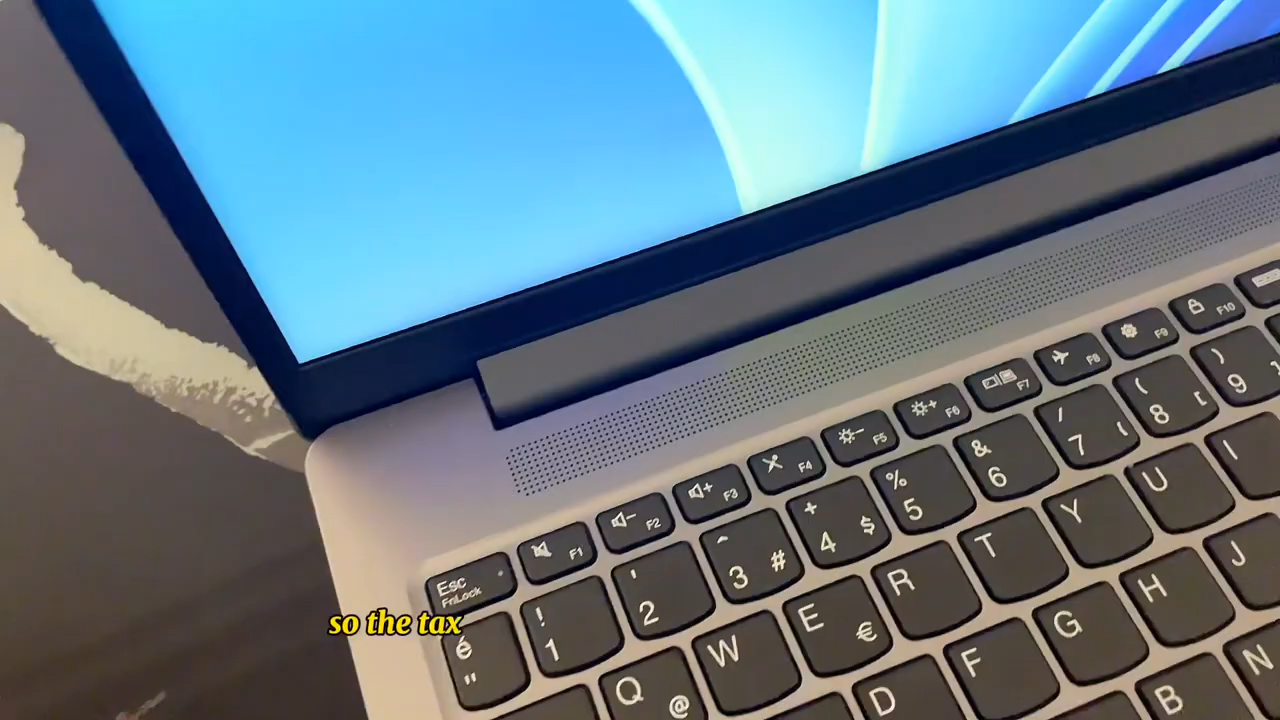 Esc
FnLock
F1
F2
F3
F4
F5
F6
F7
F8
F9
F10
é "
! 1
' 2
^ 3 #
+ 4 $
% 5
& 6
/ 7 {
( 8 [
) 9 ]
Q @
W
E €
R
T
Y
U
I
D
F
G
H
J
B
N
so the tax